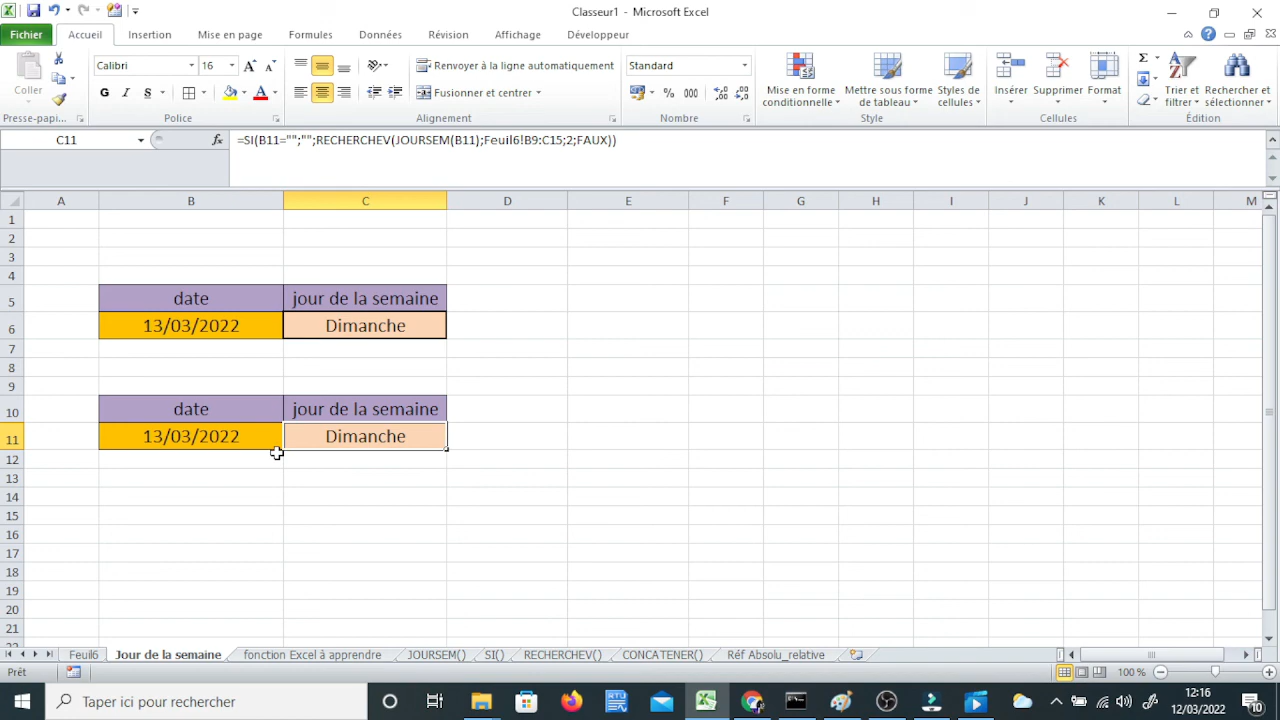 Classeur1 - Microsoft Excel
Fichier Accueil Insertion Mise en page Formules Données Révision Affichage Développeur
Coller
Calibri 16
G I S
Renvoyer à la ligne automatiquement
Fusionner et centrer
Standard
% 000
Mise en forme conditionnelle
Mettre sous forme de tableau
Styles de cellules
Insérer Supprimer Format
Trier et filtrer
Rechercher et sélectionner
Presse-papi... Police Alignement Nombre Style Cellules Édition
C11 fx =SI(B11="";"";RECHERCHEV(JOURSEM(B11);Feuil6!B9:C15;2;FAUX))
A B C D E F G H I J K L M
1
2
3
4
5 date jour de la semaine
6 13/03/2022 Dimanche
7
8
9
10 date jour de la semaine
11 13/03/2022 Dimanche
12
13
14
15
16
17
18
19
20
21
Feuil6 Jour de la semaine fonction Excel à apprendre JOURSEM() SI() RECHERCHEV() CONCATENER() Réf Absolu_relative
Prêt 100 %
Taper ici pour rechercher
12:16
12/03/2022
10